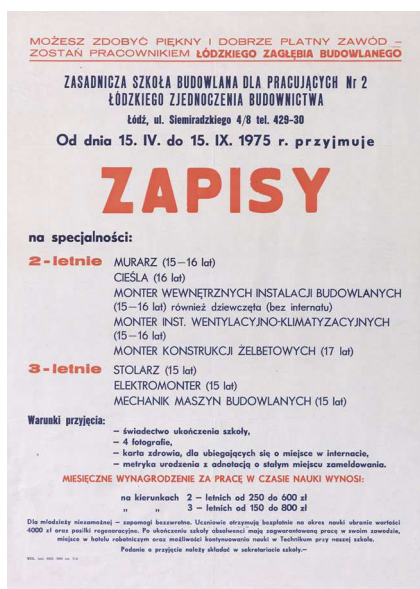 MOŻESZ ZDOBYĆ PIĘKNY I DOBRZE PŁATNY ZAWÓD –
ZOSTAŃ PRACOWNIKIEM ŁÓDZKIEGO ZAGŁĘBIA BUDOWLANEGO
ZASADNICZA SZKOŁA BUDOWLANA DLA PRACUJĄCYCH Nr 2
ŁÓDZKIEGO ZJEDNOCZENIA BUDOWNICTWA
Łódź, ul. Siemiradzkiego 4/8 tel. 429-30
Od dnia 15. IV. do 15. IX. 1975 r. przyjmuje
ZAPISY
na specjalności:
2-letnie MURARZ (15–16 lat)
CIEŚLA (16 lat)
MONTER WEWNĘTRZNYCH INSTALACJI BUDOWLANYCH
(15–16 lat) również dziewczęta (bez internatu)
MONTER INST. WENTYLACYJNO-KLIMATYZACYJNYCH
(15–16 lat)
MONTER KONSTRUKCJI ŻELBETOWYCH (17 lat)
3-letnie STOLARZ (15 lat)
ELEKTROMONTER (15 lat)
MECHANIK MASZYN BUDOWLANYCH (15 lat)
Warunki przyjęcia:
– świadectwo ukończenia szkoły,
– 4 fotografie,
– karta zdrowia, dla ubiegających się o miejsce w internacie,
– metryka urodzenia z adnotacją o stałym miejscu zameldowania.
MIESIĘCZNE WYNAGRODZENIE ZA PRACĘ W CZASIE NAUKI WYNOSI:
na kierunkach 2 – letnich od 250 do 600 zł
„ „ 3 – letnich od 150 do 800 zł
Dla młodzieży niezamożnej – zapomogi bezzwrotne. Uczniowie otrzymują bezpłatnie na okres nauki ubranie wartości
4000 zł oraz posiłki regeneracyjne. Po ukończeniu szkoły absolwenci mają zagwarantowaną pracę w swoim zawodzie,
miejsce w hotelu robotniczym oraz możliwości kontynuowania nauki w Technikum przy naszej szkole.
Podanie o przyjęcie należy składać w sekretariacie szkoły.–